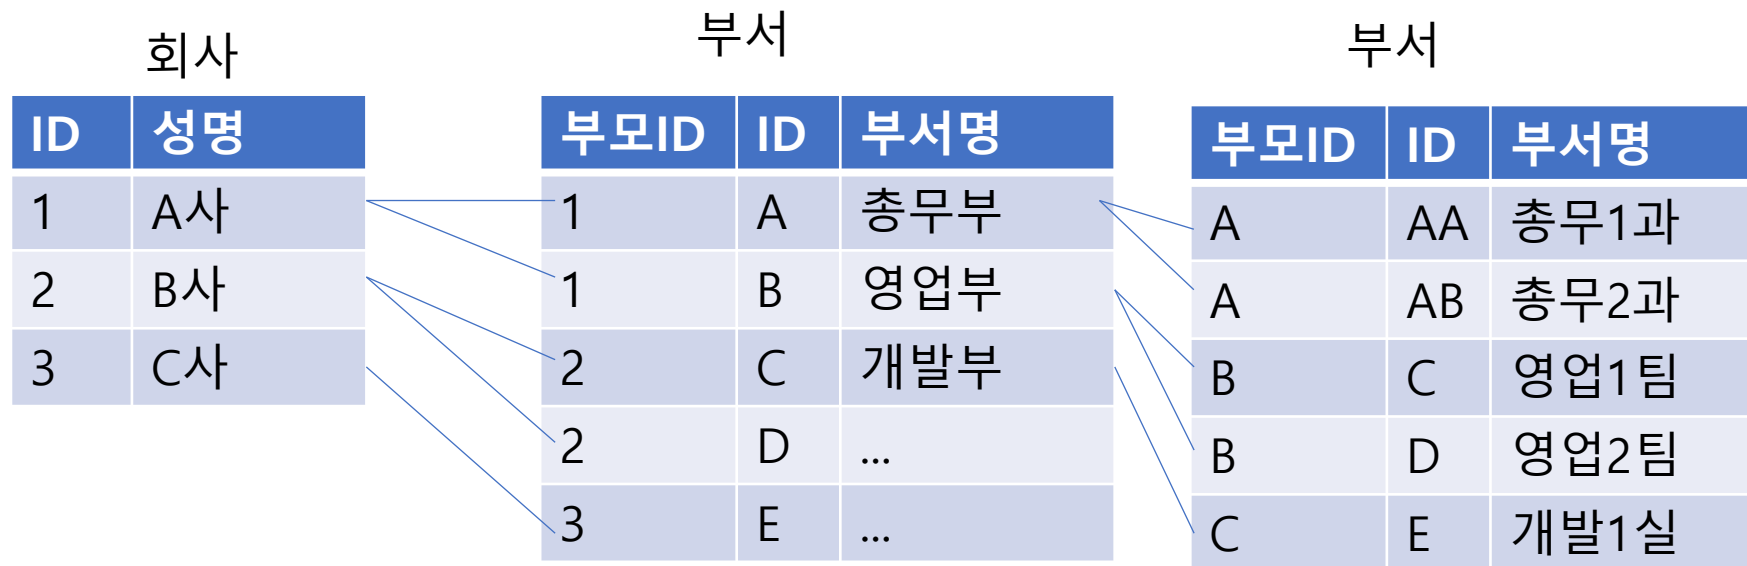 회사
ID 성명
1 A사
2 B사
3 C사
부서
부모ID ID 부서명
1 A 총무부
1 B 영업부
2 C 개발부
2 D ...
3 E ...
부서
부모ID ID 부서명
A AA 총무1과
A AB 총무2과
B C 영업1팀
B D 영업2팀
C E 개발1실